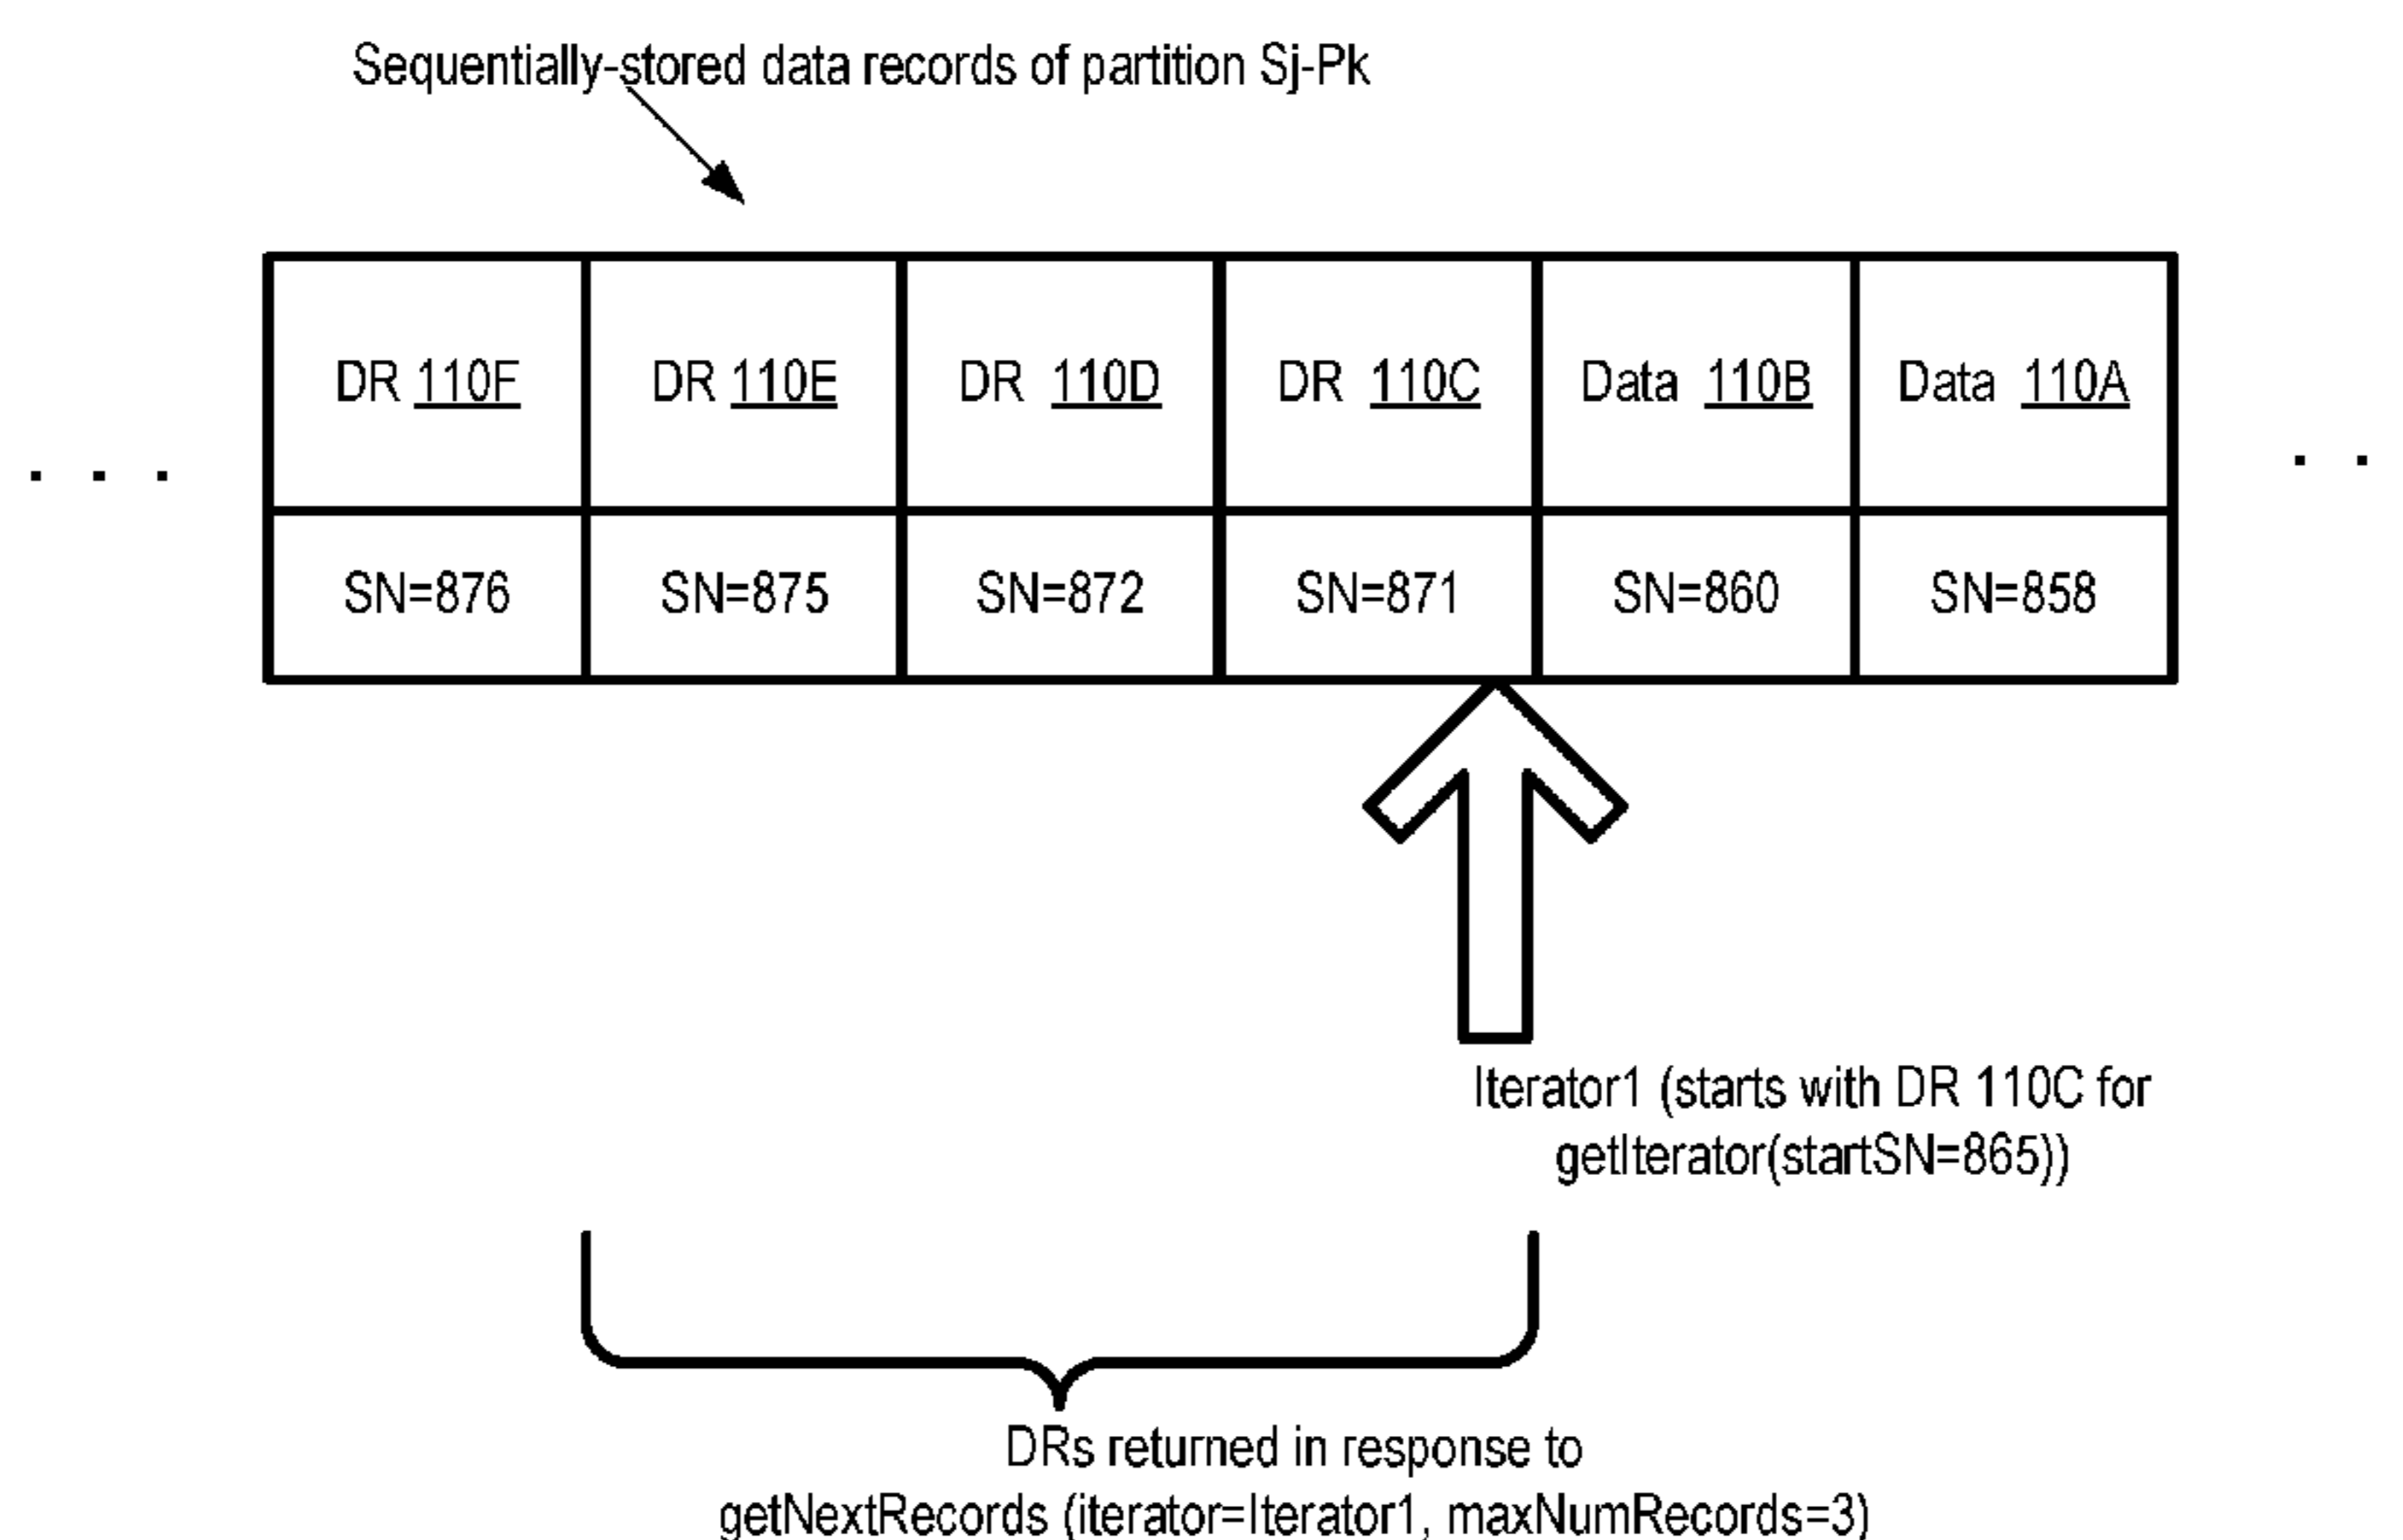 Sequentially-stored data records of partition Sj-Pk
DR 110F DR 110E DR 110D DR 110C Data 110B Data 110A
. . . . .
SN=876 SN=875 SN=872 SN=871 SN=860 SN=858
Iterator1 (starts with DR 110C for
getIterator(startSN=865))
DRs returned in response to
getNextRecords (iterator=Iterator1, maxNumRecords=3)